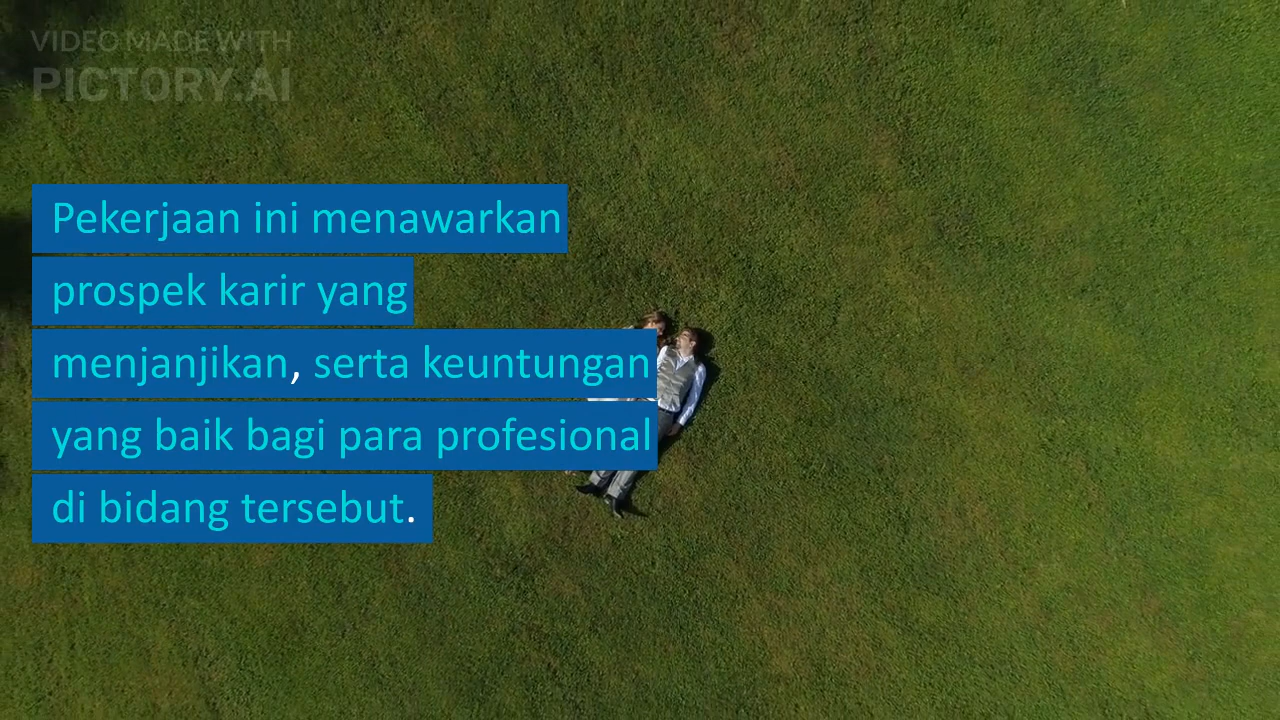 VIDEO MADE WITH
PICTORY.AI
Pekerjaan ini menawarkan
prospek karir yang
menjanjikan, serta keuntungan
yang baik bagi para profesional
di bidang tersebut.